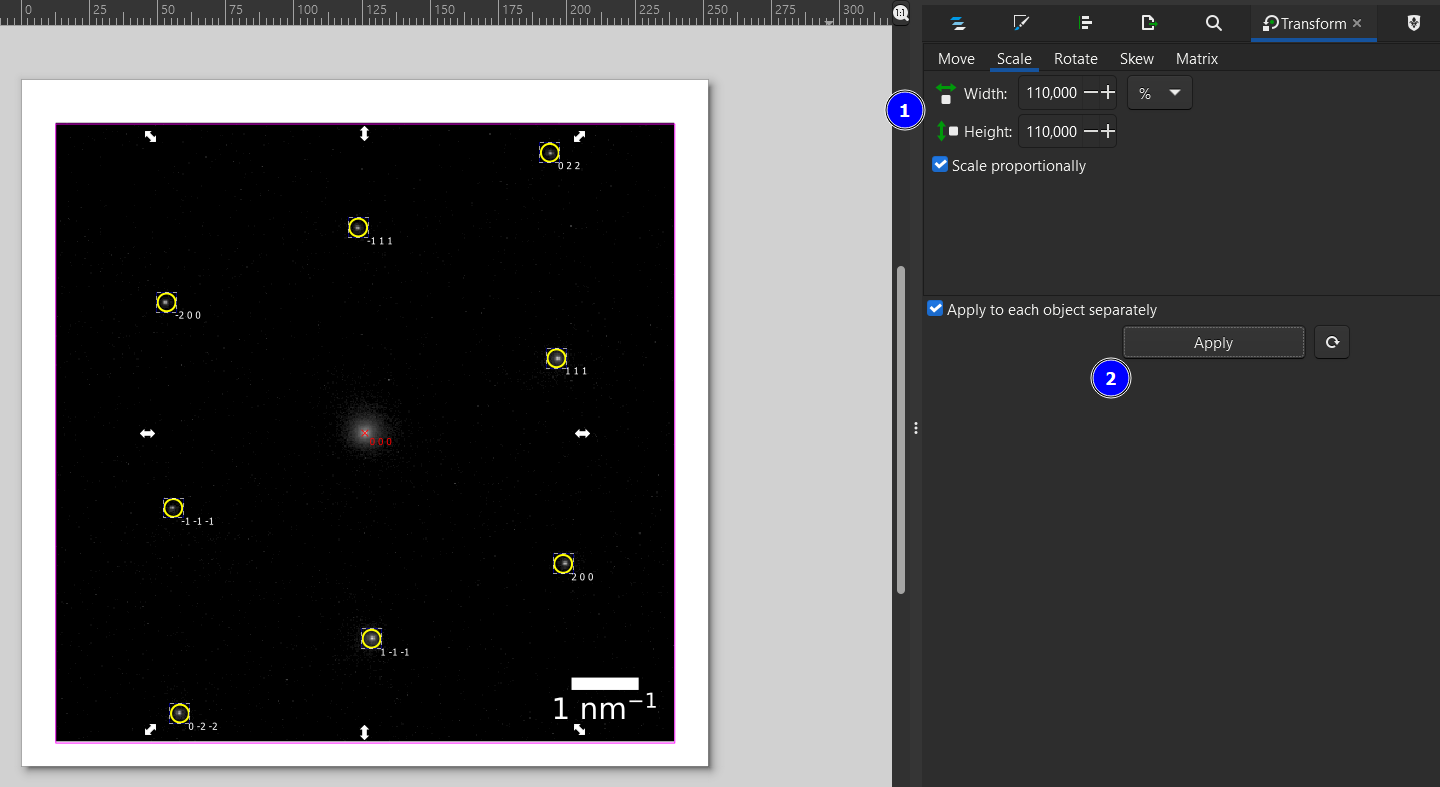 0 25 50 75 100 125 150 175 200 225 250 275 300
1:1
Transform
Move Scale Rotate Skew Matrix
Width: 110,000 %
1
Height: 110,000
Scale proportionally
0 2 2
-1 1 1
-2 0 0
Apply to each object separately
Apply
1 1 1
2
0 0 0
-1 -1 -1
2 0 0
1 -1 -1
1 nm⁻¹
0 -2 -2